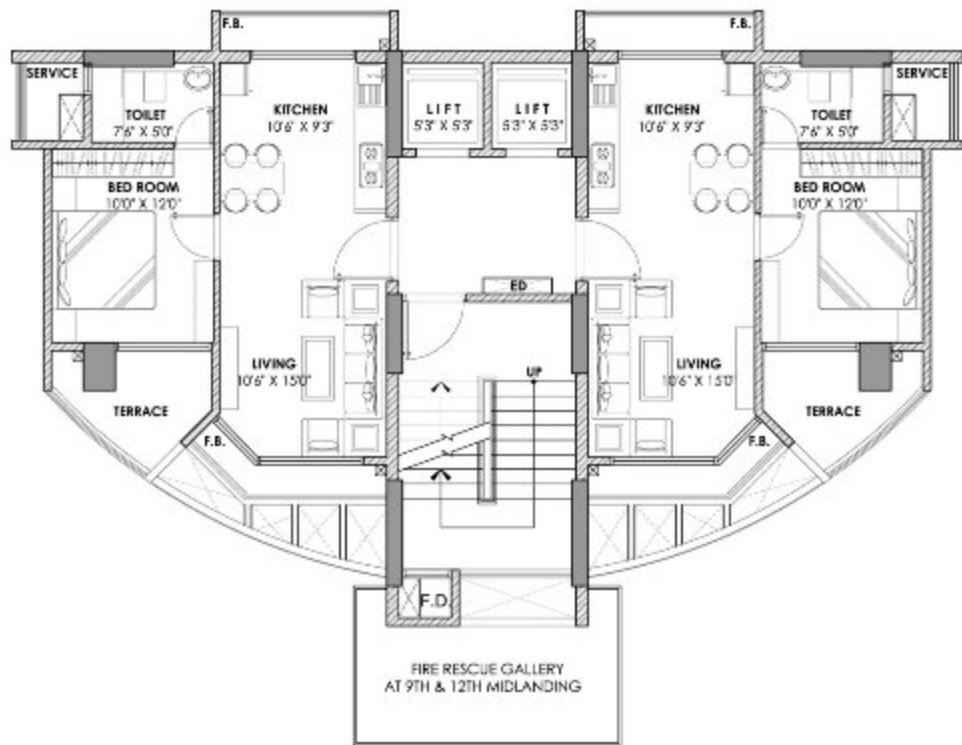 F.B.
F.B.
SERVICE
TOILET
7'6" X 5'0"
KITCHEN
10'6" X 9'3"
LIFT
5'3" X 5'3"
LIFT
5'3" X 5'3"
KITCHEN
10'6" X 9'3"
TOILET
7'6" X 5'0"
SERVICE
BED ROOM
10'0" X 12'0"
BED ROOM
10'0" X 12'0"
ED
LIVING
10'6" X 15'0"
UP
LIVING
10'6" X 15'0"
TERRACE
TERRACE
F.B.
F.B.
F.D.
FIRE RESCUE GALLERY
AT 9TH & 12TH MIDLANDING